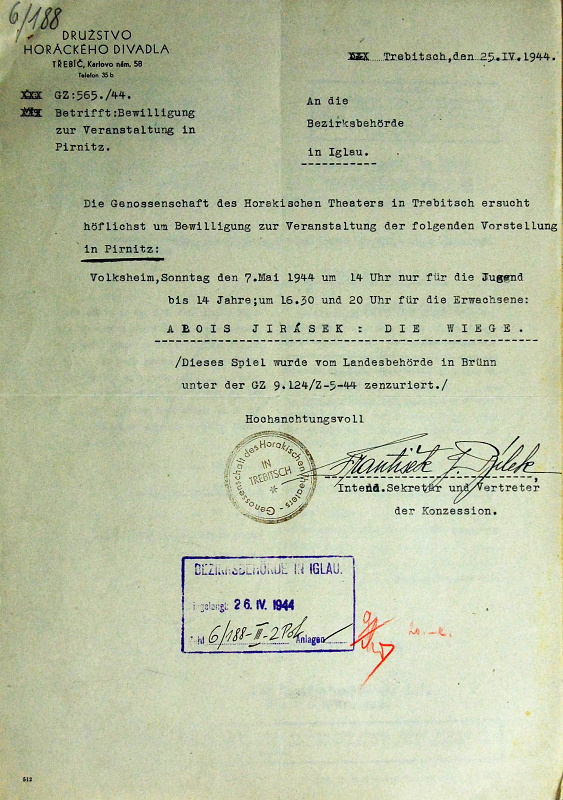 6/188
DRUŽSTVO
HORÁCKÉHO DIVADLA
TŘEBÍČ, Karlovo nám. 58
Telefon 35 b
Trebitsch,den 25.IV.1944.
GZ:565./44.
Betrifft:Bewilligung
zur Veranstaltung in
Pirnitz.
An die
Bezirksbehörde
in Iglau.
Die Genossenschaft des Horakischen Theaters in Trebitsch ersucht
höflichst um Bewilligung zur Veranstaltung der folgenden Vorstellung
in Pirnitz:
Volksheim,Sonntag den 7.Mai 1944 um 14 Uhr nur für die Jugend
bis 14 Jahre;um 16.30 und 20 Uhr für die Erwachsene:
ALOIS JIRÁSEK: DIE WIEGE.
/Dieses Spiel wurde vom Landesbehörde in Brünn
unter der GZ 9.124/Z-5-44 zenzuriert./
Hochanchtungsvoll
Genossenschaft des Horakischen Theaters -
IN
TREBITSCH
František J.
Intend.Sekretär und Vertreter
der Konzession.
BEZIRKSBEHÖRDE IN IGLAU.
ingelangt: 26. IV. 1944
6/188-III-2 Anlagen
512